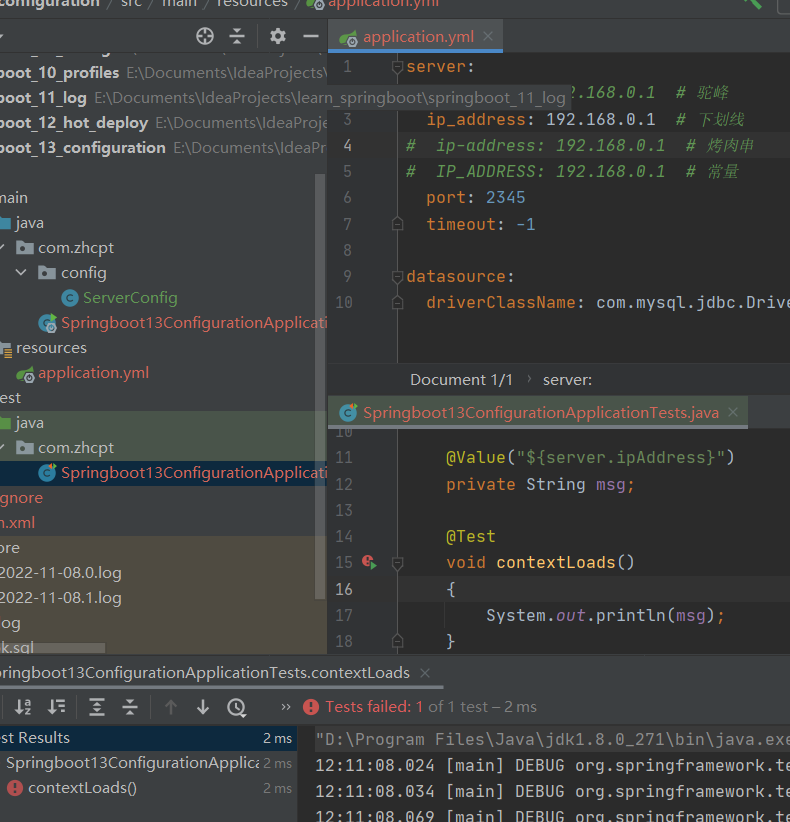 configuration / src / main / resources / application.yml
boot_10_profiles E:\Documents\IdeaProjects\
boot_11_log E:\Documents\IdeaProjects\learn_springboot\springboot_11_log
boot_12_hot_deploy E:\Documents\IdeaProje
boot_13_configuration E:\Documents\IdeaPr
main
java
com.zhcpt
config
ServerConfig
Springboot13ConfigurationApplicati
resources
application.yml
est
java
com.zhcpt
Springboot13ConfigurationApplicati
gnore
n.xml
ore
2022-11-08.0.log
2022-11-08.1.log
log
k.sql
application.yml
1 server:
.168.0.1 # 驼峰
3 ip_address: 192.168.0.1 # 下划线
4 # ip-address: 192.168.0.1 # 烤肉串
5 # IP_ADDRESS: 192.168.0.1 # 常量
6 port: 2345
7 timeout: -1
8
9 datasource:
10 driverClassName: com.mysql.jdbc.Drive
Document 1/1 › server:
Springboot13ConfigurationApplicationTests.java
10
11 @Value("${server.ipAddress}")
12 private String msg;
13
14 @Test
15 void contextLoads()
16 {
17 System.out.println(msg);
18 }
pringboot13ConfigurationApplicationTests.contextLoads
» Tests failed: 1 of 1 test – 2 ms
est Results 2 ms
Springboot13ConfigurationApplica 2 ms
contextLoads() 2 ms
"D:\Program Files\Java\jdk1.8.0_271\bin\java.exe
12:11:08.024 [main] DEBUG org.springframework.te
12:11:08.034 [main] DEBUG org.springframework.te
12:11:08.069 [main] DEBUG org.springframework.te